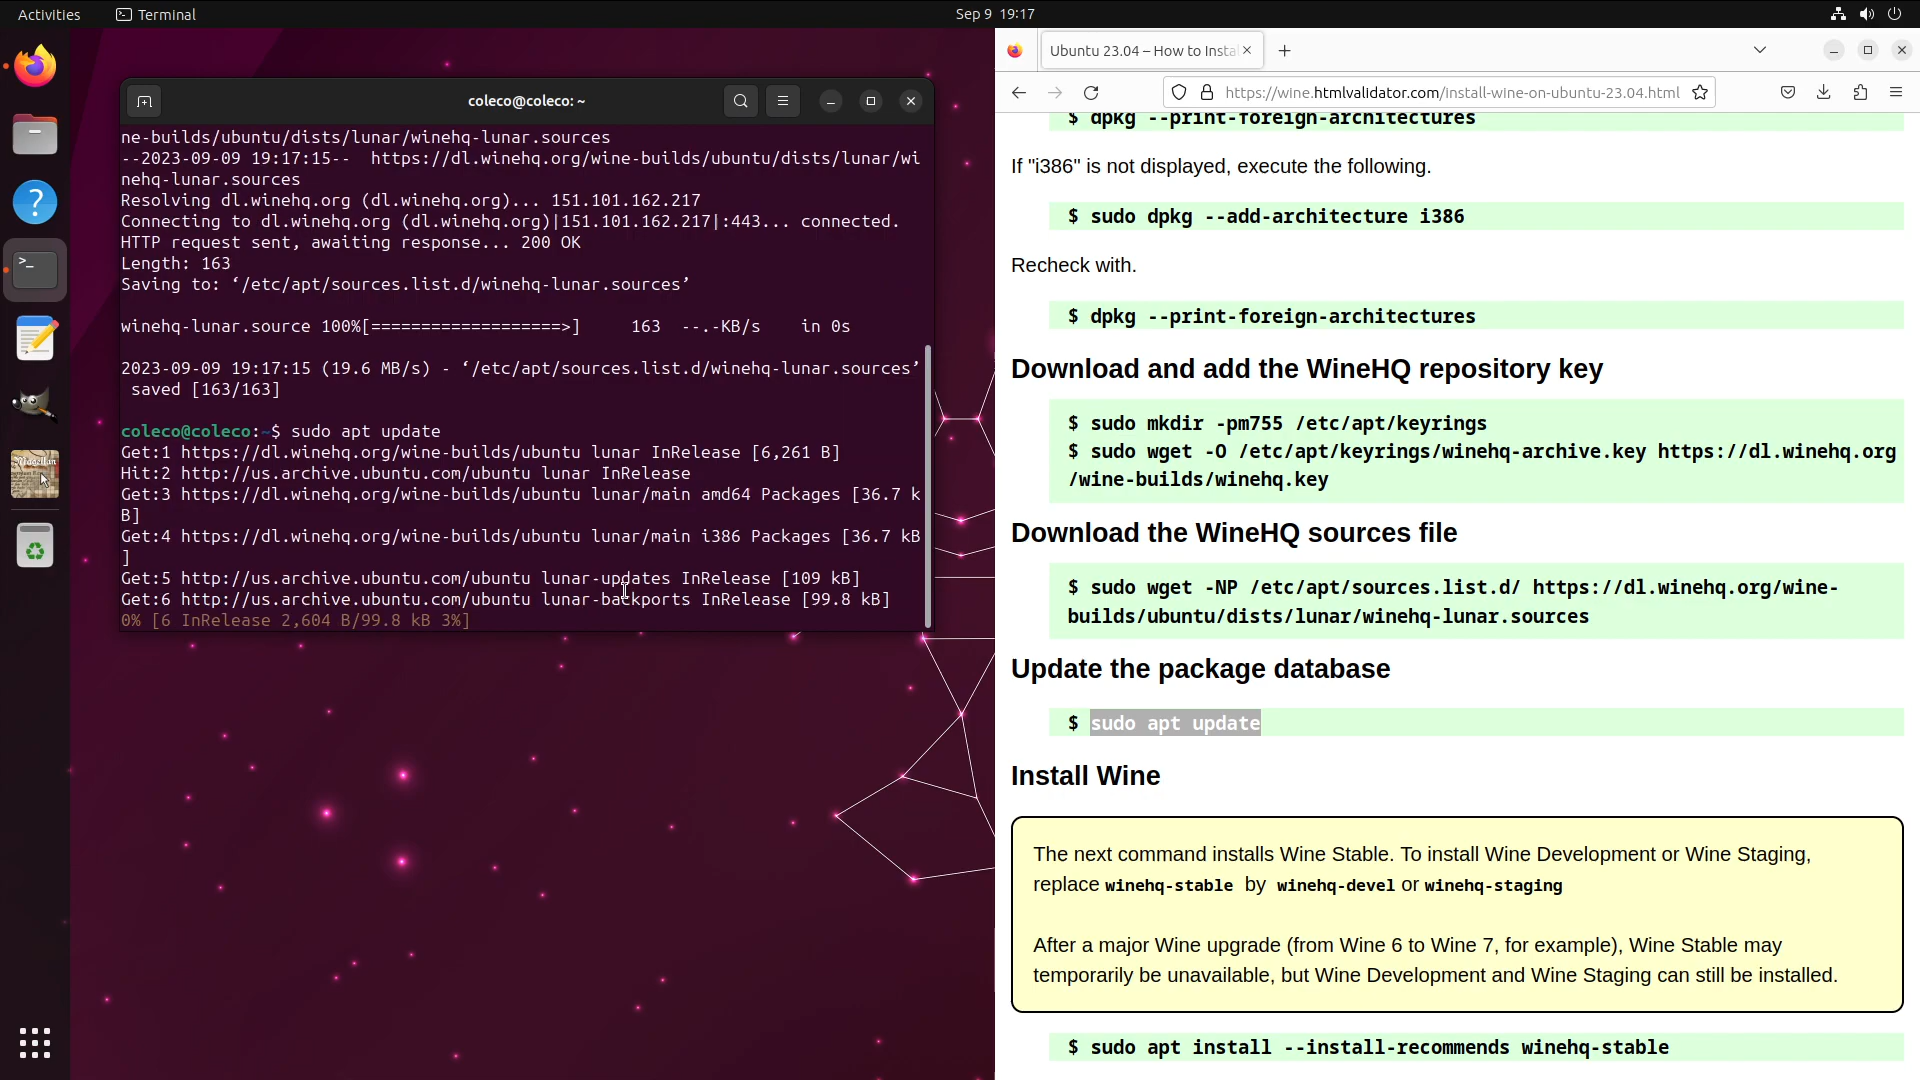 Activities
Terminal
Sep 9 19:17
coleco@coleco: ~
ne-builds/ubuntu/dists/lunar/winehq-lunar.sources
--2023-09-09 19:17:15--  https://dl.winehq.org/wine-builds/ubuntu/dists/lunar/wi
nehq-lunar.sources
Resolving dl.winehq.org (dl.winehq.org)... 151.101.162.217
Connecting to dl.winehq.org (dl.winehq.org)|151.101.162.217|:443... connected.
HTTP request sent, awaiting response... 200 OK
Length: 163
Saving to: ‘/etc/apt/sources.list.d/winehq-lunar.sources’
winehq-lunar.source 100%[===================>]     163  --.-KB/s    in 0s
2023-09-09 19:17:15 (19.6 MB/s) - ‘/etc/apt/sources.list.d/winehq-lunar.sources’
 saved [163/163]
coleco@coleco:~$ sudo apt update
Get:1 https://dl.winehq.org/wine-builds/ubuntu lunar InRelease [6,261 B]
Hit:2 http://us.archive.ubuntu.com/ubuntu lunar InRelease
Get:3 https://dl.winehq.org/wine-builds/ubuntu lunar/main amd64 Packages [36.7 k
B]
Get:4 https://dl.winehq.org/wine-builds/ubuntu lunar/main i386 Packages [36.7 kB
]
Get:5 http://us.archive.ubuntu.com/ubuntu lunar-updates InRelease [109 kB]
Get:6 http://us.archive.ubuntu.com/ubuntu lunar-backports InRelease [99.8 kB]
0% [6 InRelease 2,604 B/99.8 kB 3%]
Ubuntu 23.04 – How to Insta
https://wine.htmlvalidator.com/install-wine-on-ubuntu-23.04.html
$ dpkg --print-foreign-architectures
If "i386" is not displayed, execute the following.
$ sudo dpkg --add-architecture i386
Recheck with.
$ dpkg --print-foreign-architectures
Download and add the WineHQ repository key
$ sudo mkdir -pm755 /etc/apt/keyrings
$ sudo wget -O /etc/apt/keyrings/winehq-archive.key https://dl.winehq.org
/wine-builds/winehq.key
Download the WineHQ sources file
$ sudo wget -NP /etc/apt/sources.list.d/ https://dl.winehq.org/wine-
builds/ubuntu/dists/lunar/winehq-lunar.sources
Update the package database
$ sudo apt update
Install Wine
The next command installs Wine Stable. To install Wine Development or Wine Staging,
replace winehq-stable by winehq-devel or winehq-staging
After a major Wine upgrade (from Wine 6 to Wine 7, for example), Wine Stable may
temporarily be unavailable, but Wine Development and Wine Staging can still be installed.
$ sudo apt install --install-recommends winehq-stable